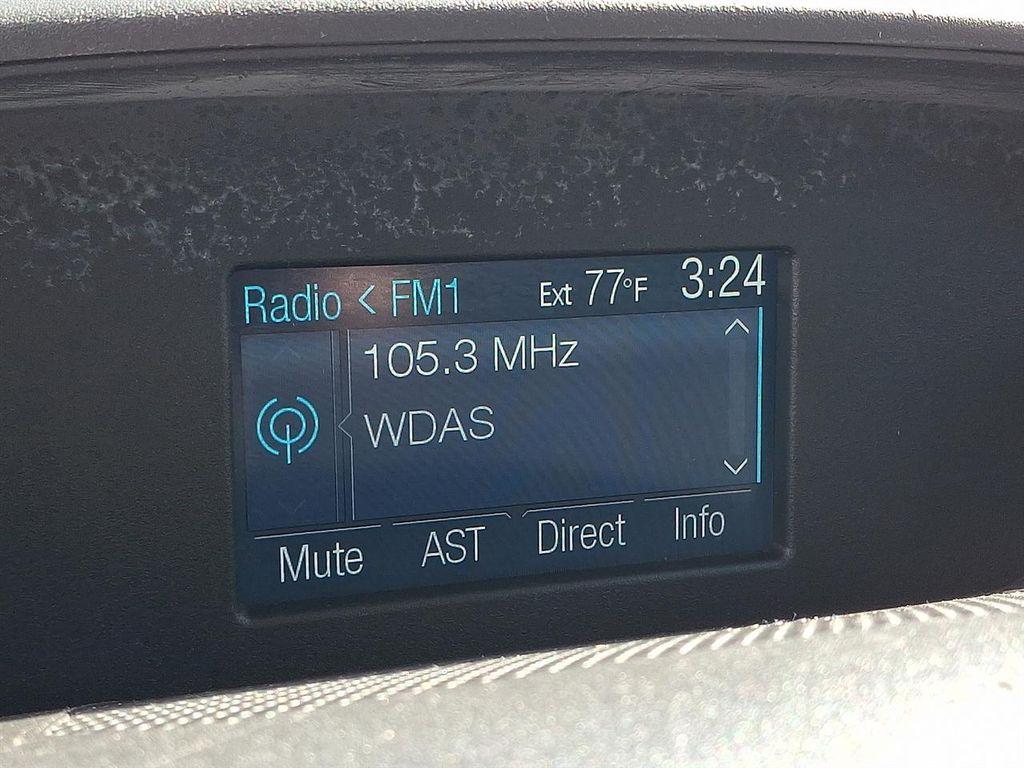 Radio < FM1 Ext 77°F 3:24
105.3 MHz
WDAS
Mute AST Direct Info